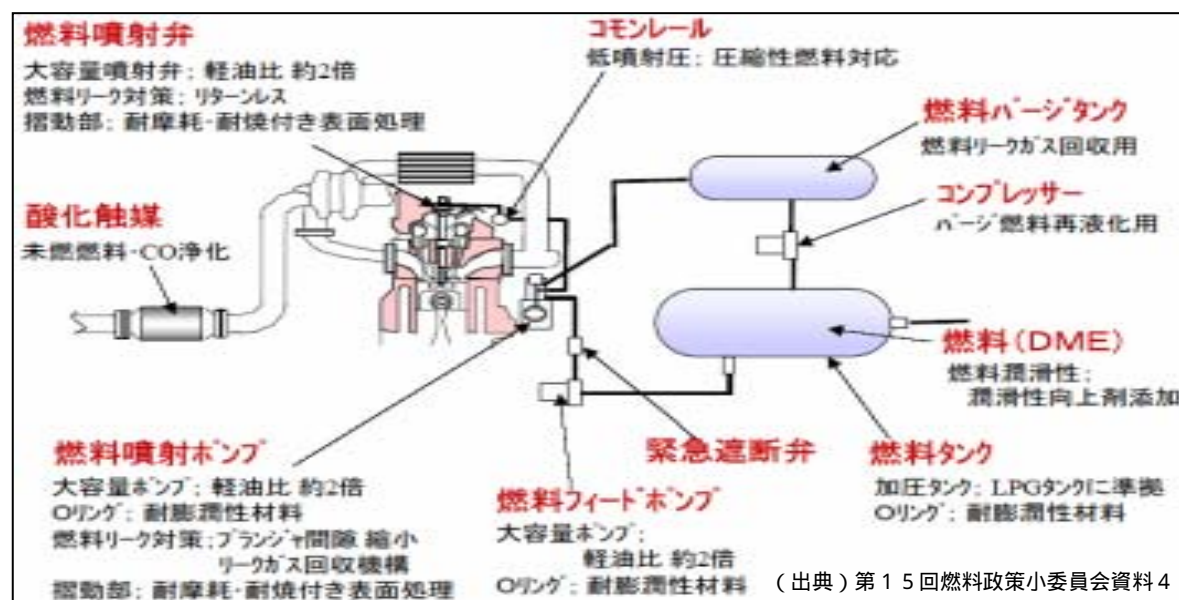 燃料噴射弁
大容量噴射弁：軽油比 約2倍
燃料リーク対策：リターンレス
摺動部：耐摩耗･耐焼付き表面処理
コモンレール
低噴射圧：圧縮性燃料対応
燃料パージタンク
燃料リークガス回収用
コンプレッサー
パージ燃料再液化用
酸化触媒
未燃燃料･CO浄化
燃料(DME)
燃料潤滑性：
潤滑性向上剤添加
燃料噴射ポンプ
大容量ポンプ：軽油比 約2倍
Oリング：耐膨潤性材料
燃料リーク対策：プランジャ間隙 縮小
リークガス回収機構
摺動部：耐摩耗･耐焼付き表面処理
緊急遮断弁
燃料フィードポンプ
大容量ポンプ：
軽油比 約2倍
Oリング：耐膨潤性材料
燃料タンク
加圧タンク：LPGタンクに準拠
Oリング：耐膨潤性材料
（出典）第１５回燃料政策小委員会資料４